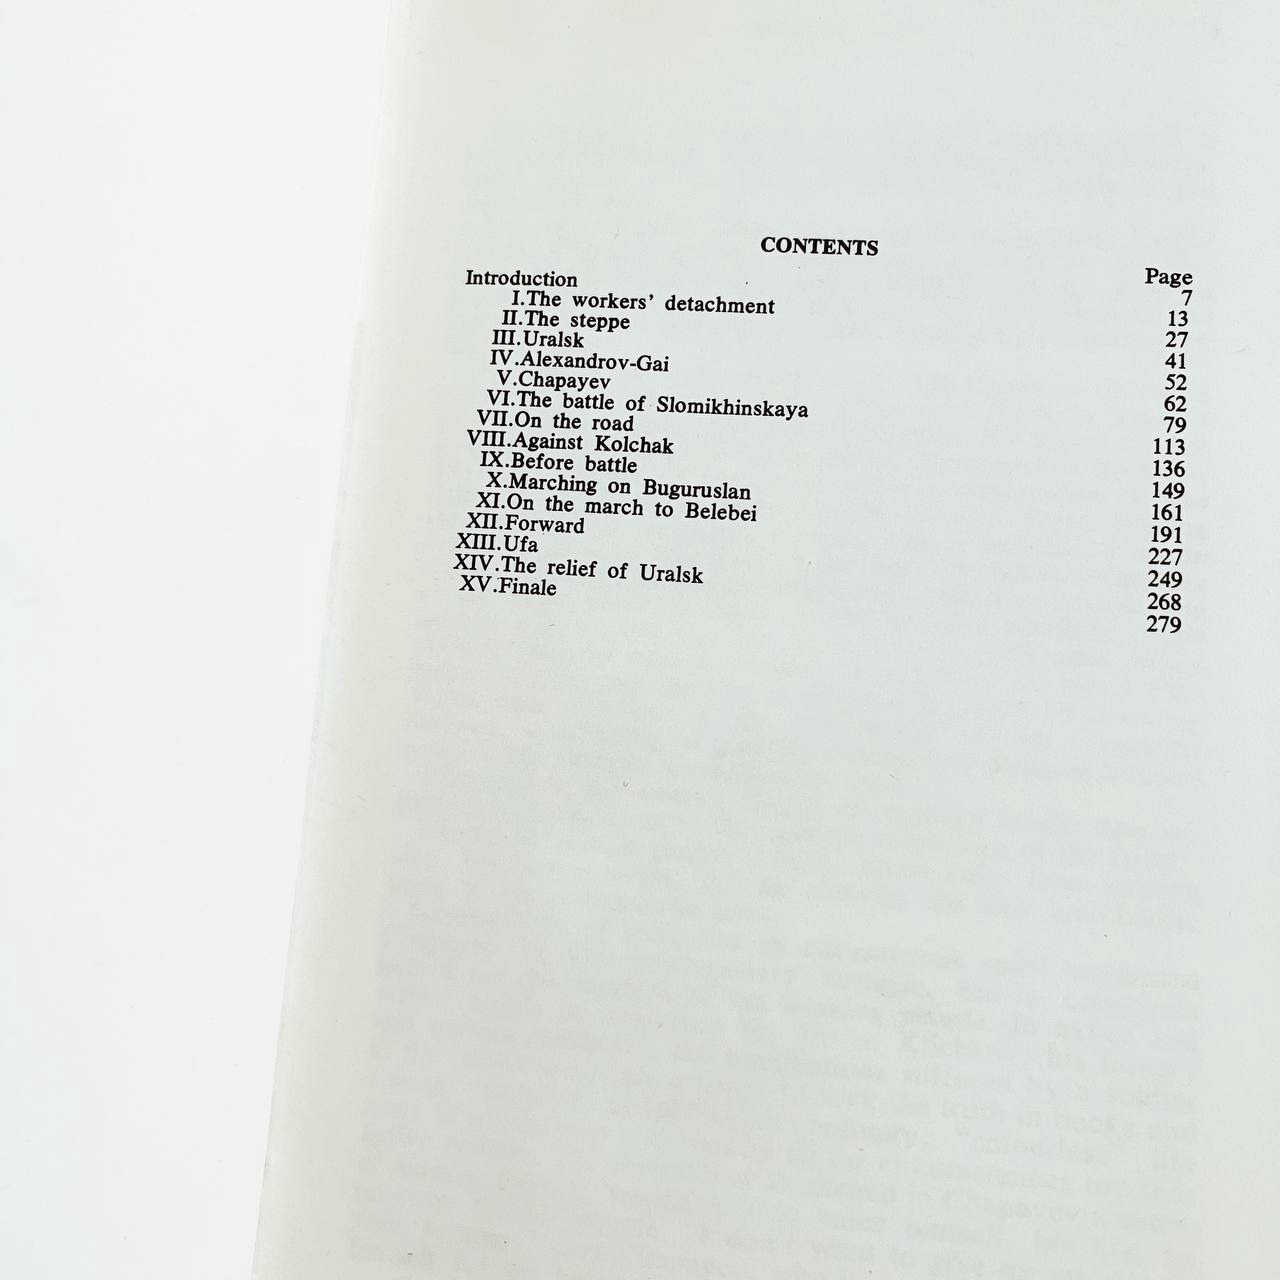 CONTENTS
Page
Introduction 7
I.The workers’ detachment 13
II.The steppe 27
III.Uralsk 41
IV.Alexandrov-Gai 52
V.Chapayev 62
VI.The battle of Slomikhinskaya 79
VII.On the road 113
VIII.Against Kolchak 136
IX.Before battle 149
X.Marching on Buguruslan 161
XI.On the march to Belebei 191
XII.Forward 227
XIII.Ufa 249
XIV.The relief of Uralsk 268
XV.Finale 279